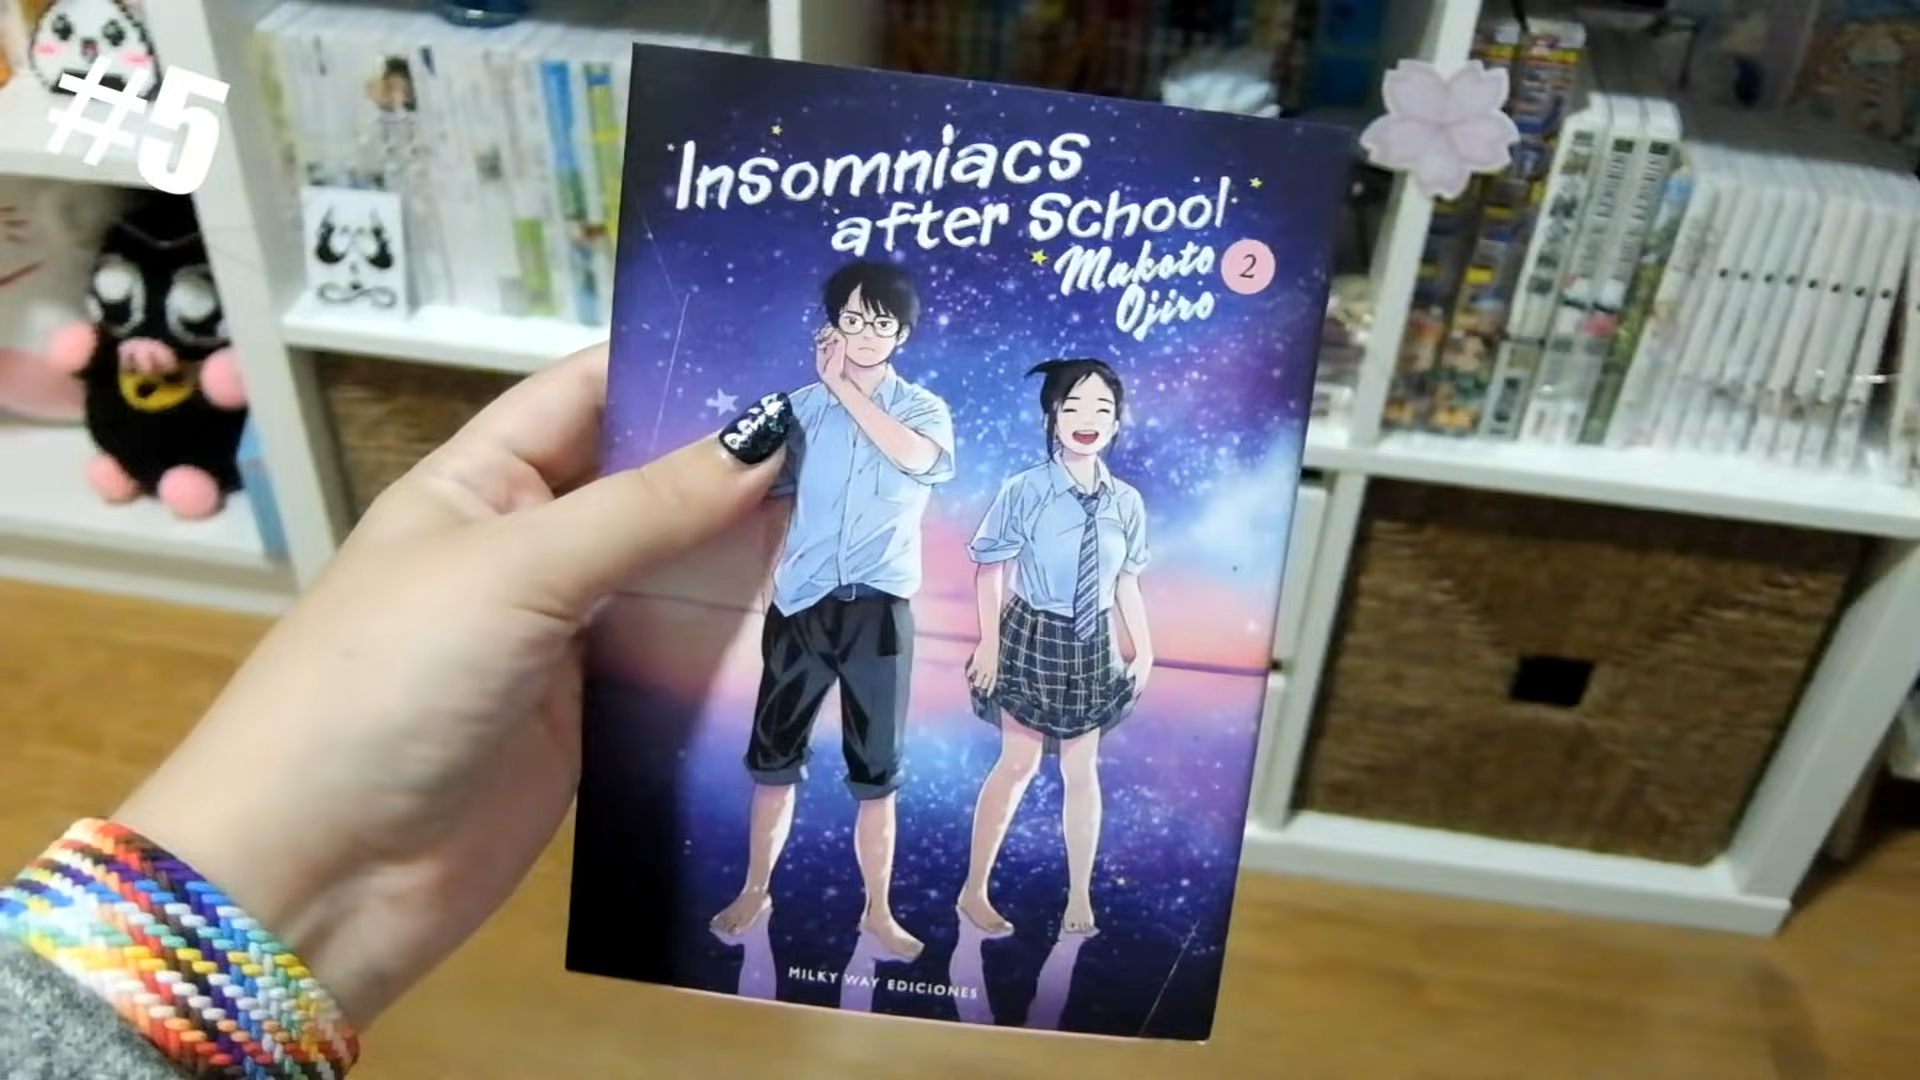 #5
Insomniacs
after School
Makoto
Ojiro
2
MILKY WAY EDICIONES